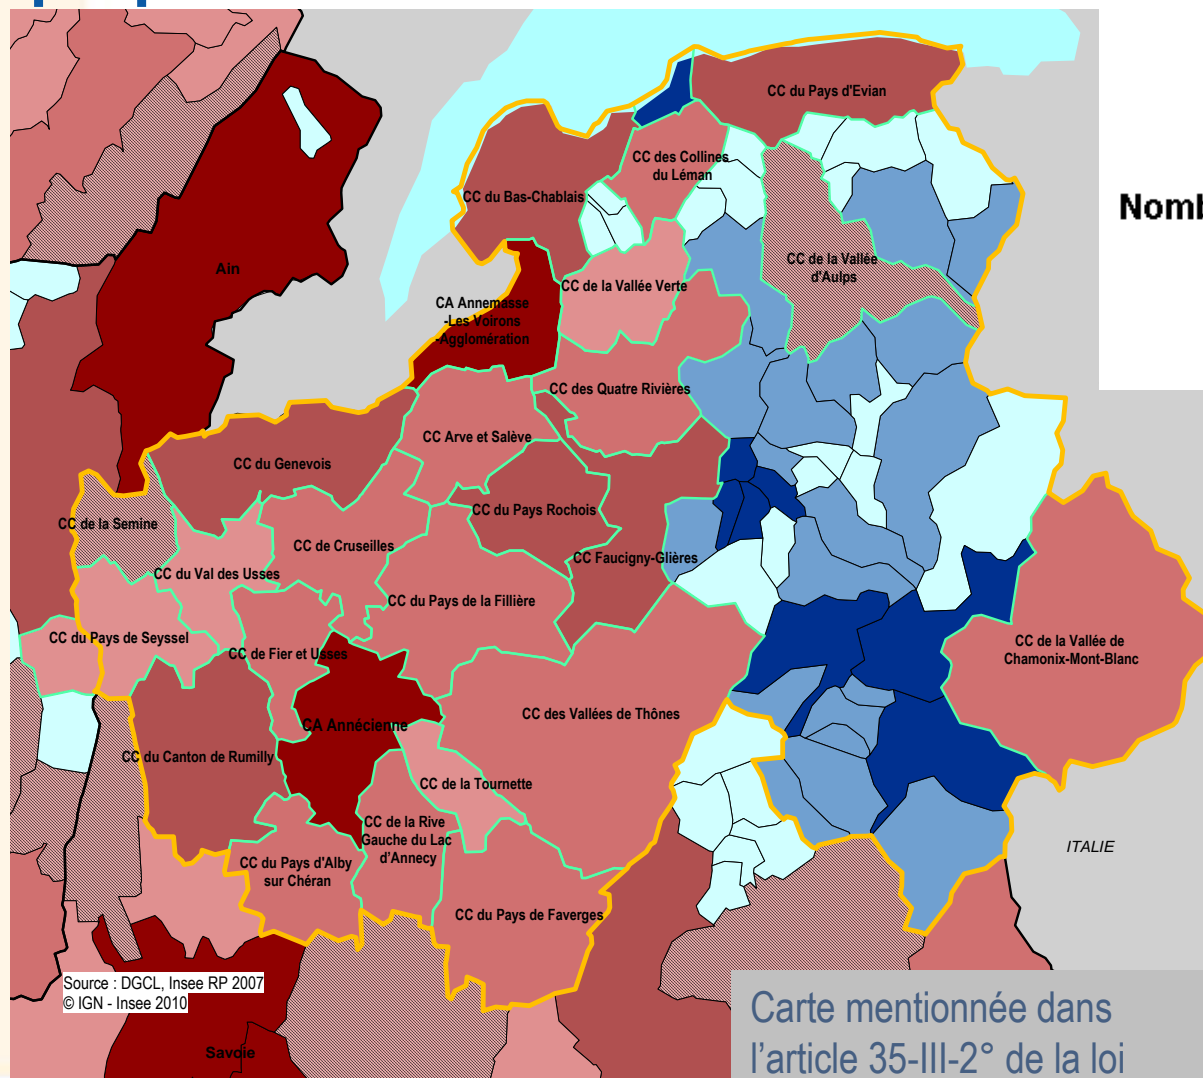 CC du Pays d'Evian
Nomb
CC des Collines
du Léman
CC du Bas-Chablais
CC de la Vallée
d'Aulps
Ain
CC de la Vallée Verte
CA Annemasse
-Les Voirons
-Agglomération
CC des Quatre Rivières
CC Arve et Salève
CC du Genevois
CC du Pays Rochois
CC de la Semine
CC de Cruseilles
CC Faucigny-Glières
CC du Val des Usses
CC du Pays de la Fillière
CC du Pays de Seyssel
CC de Fier et Usses
CC de la Vallée de
Chamonix-Mont-Blanc
CC des Vallées de Thônes
CA Annécienne
CC du Canton de Rumilly
CC de la Tournette
CC de la Rive
Gauche du Lac
d'Annecy
CC du Pays d'Alby
sur Chéran
ITALIE
CC du Pays de Faverges
Source : DGCL, Insee RP 2007
© IGN - Insee 2010
Savoie
Carte mentionnée dans
l'article 35-III-2° de la loi